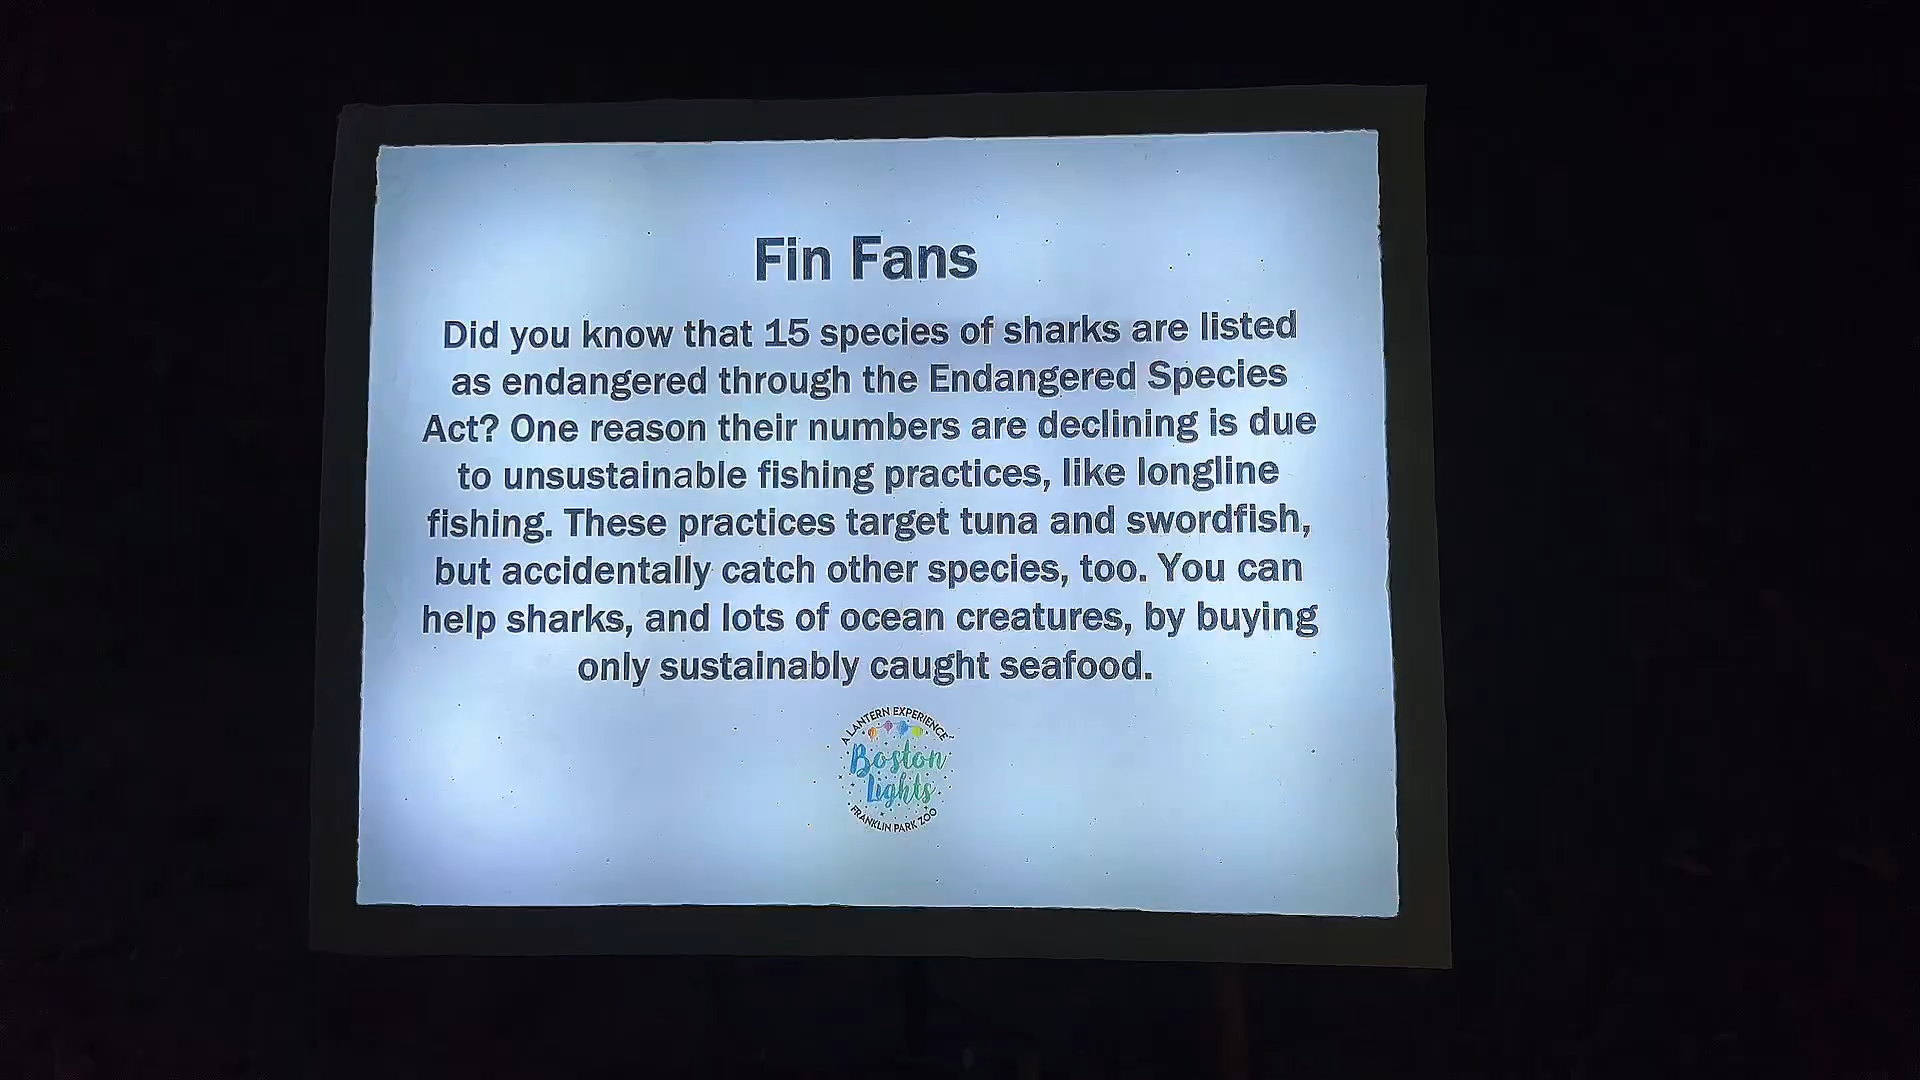 Fin Fans
Did you know that 15 species of sharks are listed
as endangered through the Endangered Species
Act? One reason their numbers are declining is due
to unsustainable fishing practices, like longline
fishing. These practices target tuna and swordfish,
but accidentally catch other species, too. You can
help sharks, and lots of ocean creatures, by buying
only sustainably caught seafood.
A LANTERN EXPERIENCE
Boston
Lights
FRANKLIN PARK ZOO